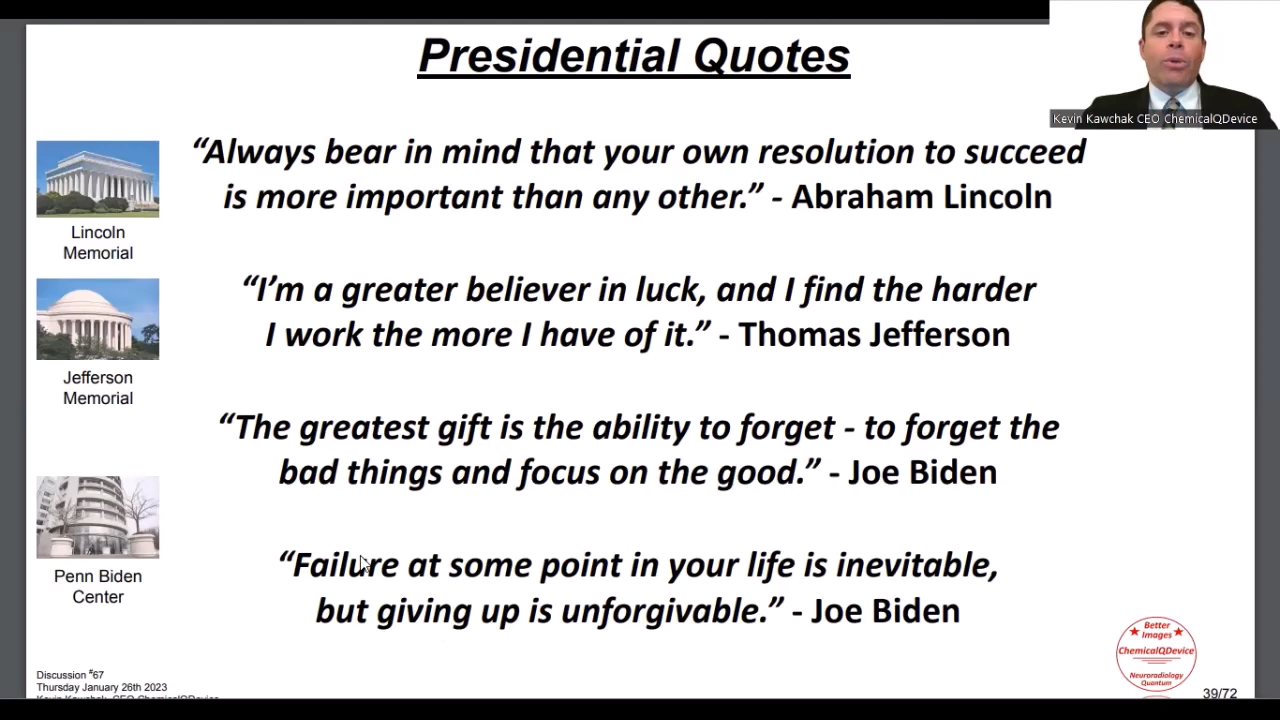 Presidential Quotes
Kevin Kawchak CEO ChemicalQDevice
“Always bear in mind that your own resolution to succeed
is more important than any other.” - Abraham Lincoln
Lincoln
Memorial
“I’m a greater believer in luck, and I find the harder
I work the more I have of it.” - Thomas Jefferson
Jefferson
Memorial
“The greatest gift is the ability to forget - to forget the
bad things and focus on the good.” - Joe Biden
Penn Biden
Center
“Failure at some point in your life is inevitable,
but giving up is unforgivable.” - Joe Biden
Better
Images
ChemicalQDevice
Neuroradiology
Quantum
Discussion #67
Thursday January 26th 2023
Kevin Kawchak, CEO ChemicalQDevice
39/72